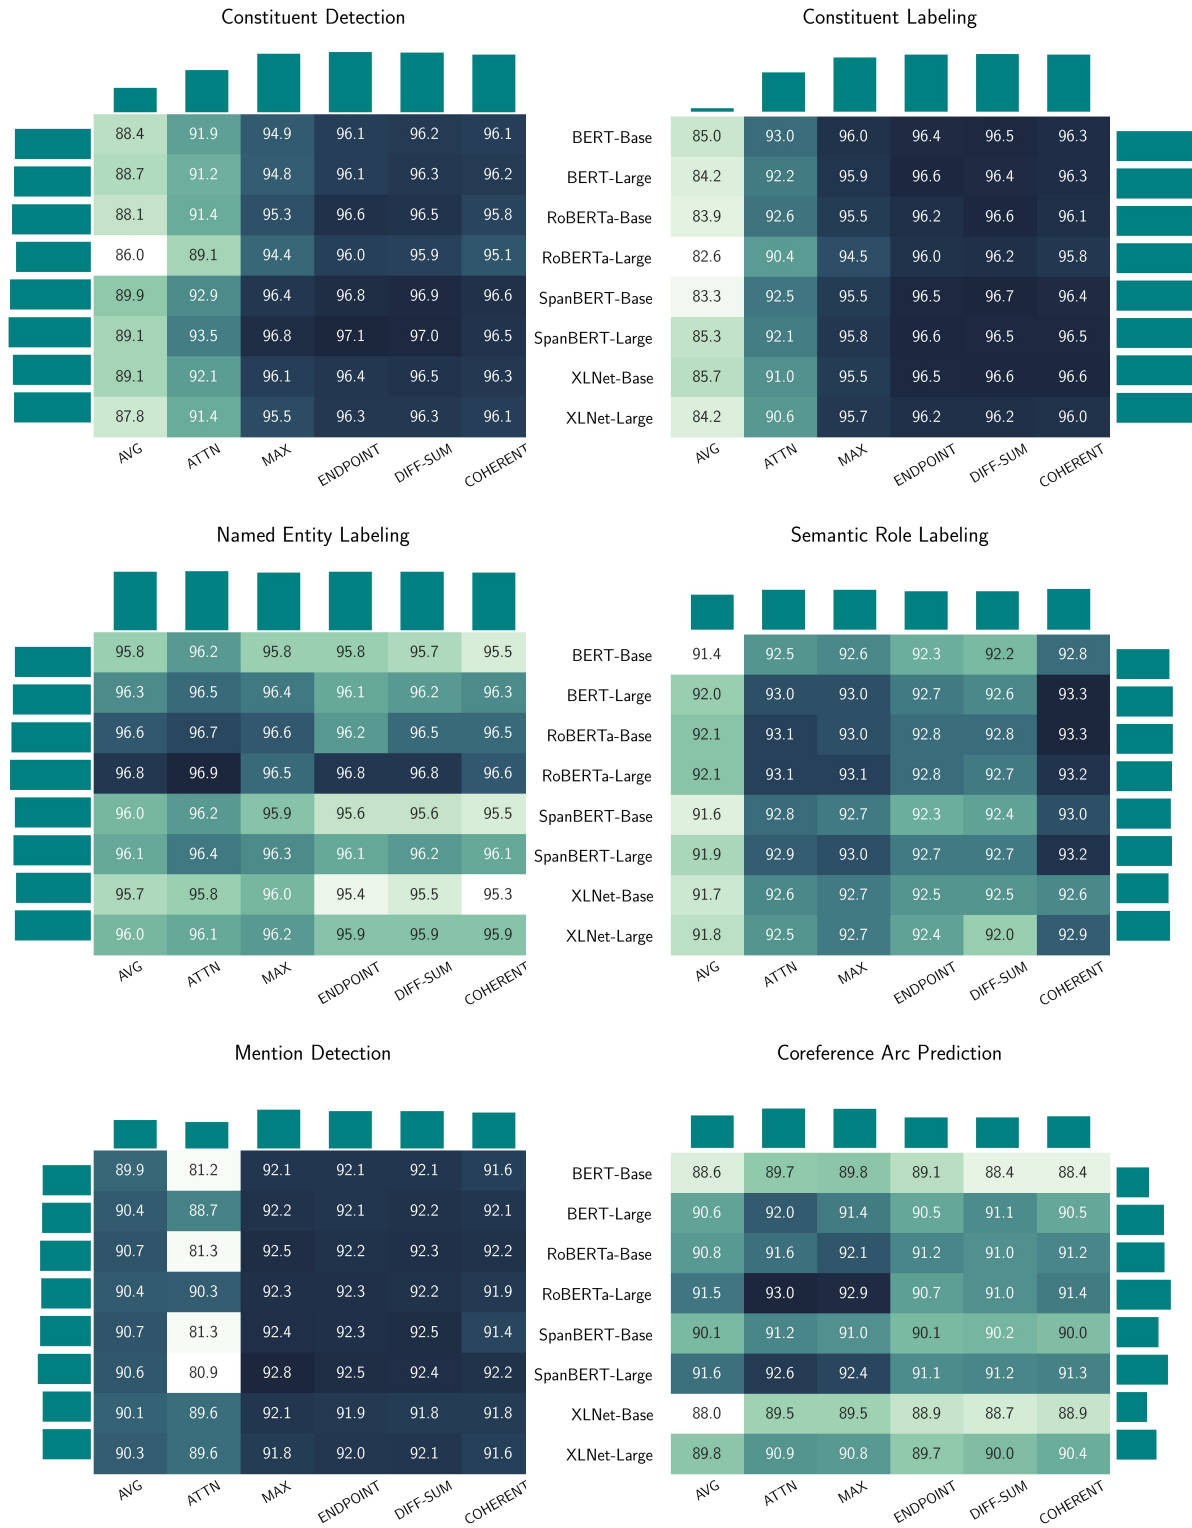 Constituent Detection
Constituent Labeling
88.4 91.9 94.9 96.1 96.2 96.1 BERT-Base 85.0 93.0 96.0 96.4 96.5 96.3
88.7 91.2 94.8 96.1 96.3 96.2 BERT-Large 84.2 92.2 95.9 96.6 96.4 96.3
88.1 91.4 95.3 96.6 96.5 95.8 RoBERTa-Base 83.9 92.6 95.5 96.2 96.6 96.1
86.0 89.1 94.4 96.0 95.9 95.1 RoBERTa-Large 82.6 90.4 94.5 96.0 96.2 95.8
89.9 92.9 96.4 96.8 96.9 96.6 SpanBERT-Base 83.3 92.5 95.5 96.5 96.7 96.4
89.1 93.5 96.8 97.1 97.0 96.5 SpanBERT-Large 85.3 92.1 95.8 96.6 96.5 96.5
89.1 92.1 96.1 96.4 96.5 96.3 XLNet-Base 85.7 91.0 95.5 96.5 96.6 96.6
87.8 91.4 95.5 96.3 96.3 96.1 XLNet-Large 84.2 90.6 95.7 96.2 96.2 96.0
AVG ATTN MAX ENDPOINT DIFF-SUM COHERENT AVG ATTN MAX ENDPOINT DIFF-SUM COHERENT
Named Entity Labeling
Semantic Role Labeling
95.8 96.2 95.8 95.8 95.7 95.5 BERT-Base 91.4 92.5 92.6 92.3 92.2 92.8
96.3 96.5 96.4 96.1 96.2 96.3 BERT-Large 92.0 93.0 93.0 92.7 92.6 93.3
96.6 96.7 96.6 96.2 96.5 96.5 RoBERTa-Base 92.1 93.1 93.0 92.8 92.8 93.3
96.8 96.9 96.5 96.8 96.8 96.6 RoBERTa-Large 92.1 93.1 93.1 92.8 92.7 93.2
96.0 96.2 95.9 95.6 95.6 95.5 SpanBERT-Base 91.6 92.8 92.7 92.3 92.4 93.0
96.1 96.4 96.3 96.1 96.2 96.1 SpanBERT-Large 91.9 92.9 93.0 92.7 92.7 93.2
95.7 95.8 96.0 95.4 95.5 95.3 XLNet-Base 91.7 92.6 92.7 92.5 92.5 92.6
96.0 96.1 96.2 95.9 95.9 95.9 XLNet-Large 91.8 92.5 92.7 92.4 92.0 92.9
AVG ATTN MAX ENDPOINT DIFF-SUM COHERENT AVG ATTN MAX ENDPOINT DIFF-SUM COHERENT
Mention Detection
Coreference Arc Prediction
89.9 81.2 92.1 92.1 92.1 91.6 BERT-Base 88.6 89.7 89.8 89.1 88.4 88.4
90.4 88.7 92.2 92.1 92.2 92.1 BERT-Large 90.6 92.0 91.4 90.5 91.1 90.5
90.7 81.3 92.5 92.2 92.3 92.2 RoBERTa-Base 90.8 91.6 92.1 91.2 91.0 91.2
90.4 90.3 92.3 92.3 92.2 91.9 RoBERTa-Large 91.5 93.0 92.9 90.7 91.0 91.4
90.7 81.3 92.4 92.3 92.5 91.4 SpanBERT-Base 90.1 91.2 91.0 90.1 90.2 90.0
90.6 80.9 92.8 92.5 92.4 92.2 SpanBERT-Large 91.6 92.6 92.4 91.1 91.2 91.3
90.1 89.6 92.1 91.9 91.8 91.8 XLNet-Base 88.0 89.5 89.5 88.9 88.7 88.9
90.3 89.6 91.8 92.0 92.1 91.6 XLNet-Large 89.8 90.9 90.8 89.7 90.0 90.4
AVG ATTN MAX ENDPOINT DIFF-SUM COHERENT AVG ATTN MAX ENDPOINT DIFF-SUM COHERENT